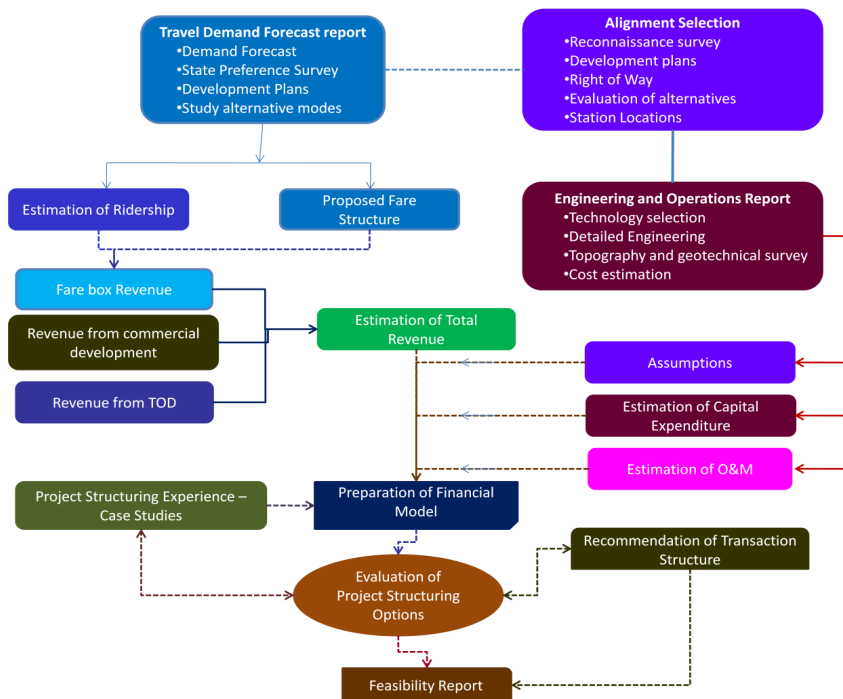 Travel Demand Forecast report
•Demand Forecast
•State Preference Survey
•Development Plans
•Study alternative modes
Alignment Selection
•Reconnaissance survey
•Development plans
•Right of Way
•Evaluation of alternatives
•Station Locations
Estimation of Ridership
Proposed Fare
Structure
Engineering and Operations Report
•Technology selection
•Detailed Engineering
•Topography and geotechnical survey
•Cost estimation
Fare box Revenue
Revenue from commercial
development
Revenue from TOD
Estimation of Total
Revenue
Assumptions
Estimation of Capital
Expenditure
Estimation of O&M
Project Structuring Experience –
Case Studies
Preparation of Financial
Model
Recommendation of Transaction
Structure
Evaluation of
Project Structuring
Options
Feasibility Report